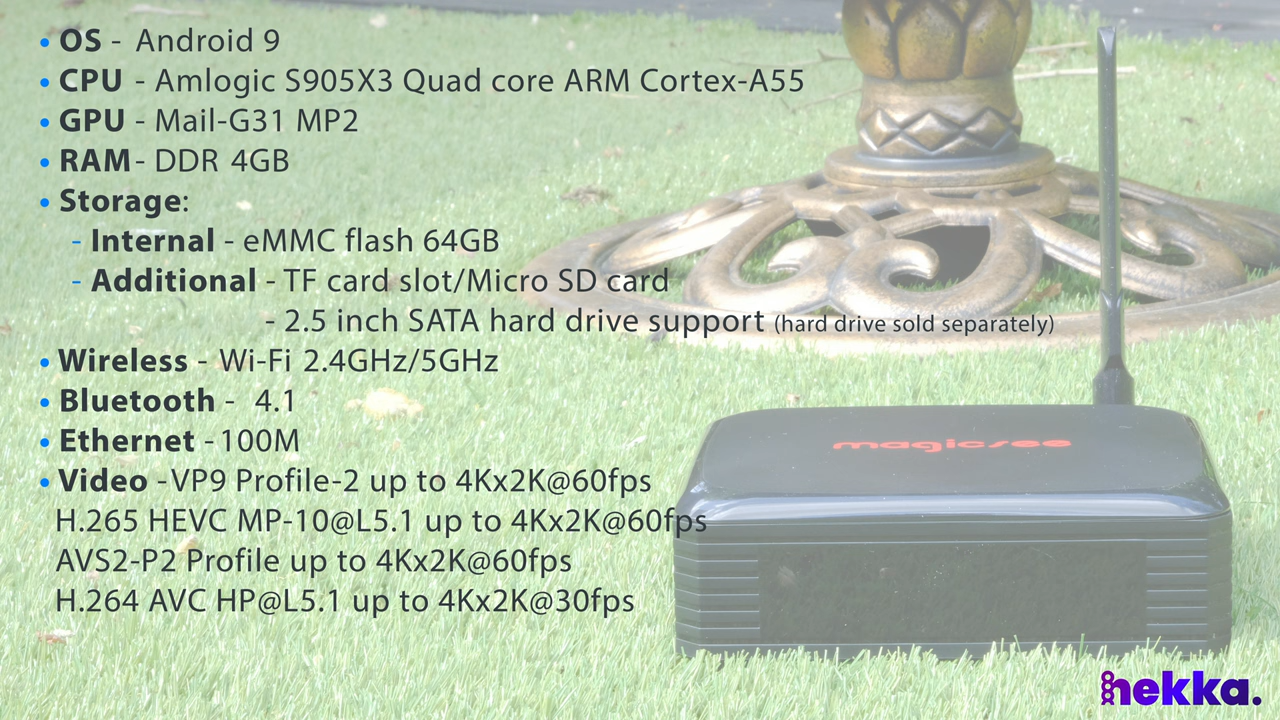 • OS - Android 9
• CPU - Amlogic S905X3 Quad core ARM Cortex-A55
• GPU - Mail-G31 MP2
• RAM - DDR 4GB
• Storage:
- Internal - eMMC flash 64GB
- Additional - TF card slot/Micro SD card
- 2.5 inch SATA hard drive support (hard drive sold separately)
• Wireless - Wi-Fi 2.4GHz/5GHz
• Bluetooth - 4.1
• Ethernet - 100M
• Video - VP9 Profile-2 up to 4Kx2K@60fps
H.265 HEVC MP-10@L5.1 up to 4Kx2K@60fps
AVS2-P2 Profile up to 4Kx2K@60fps
H.264 AVC HP@L5.1 up to 4Kx2K@30fps
magicsee
hekka.